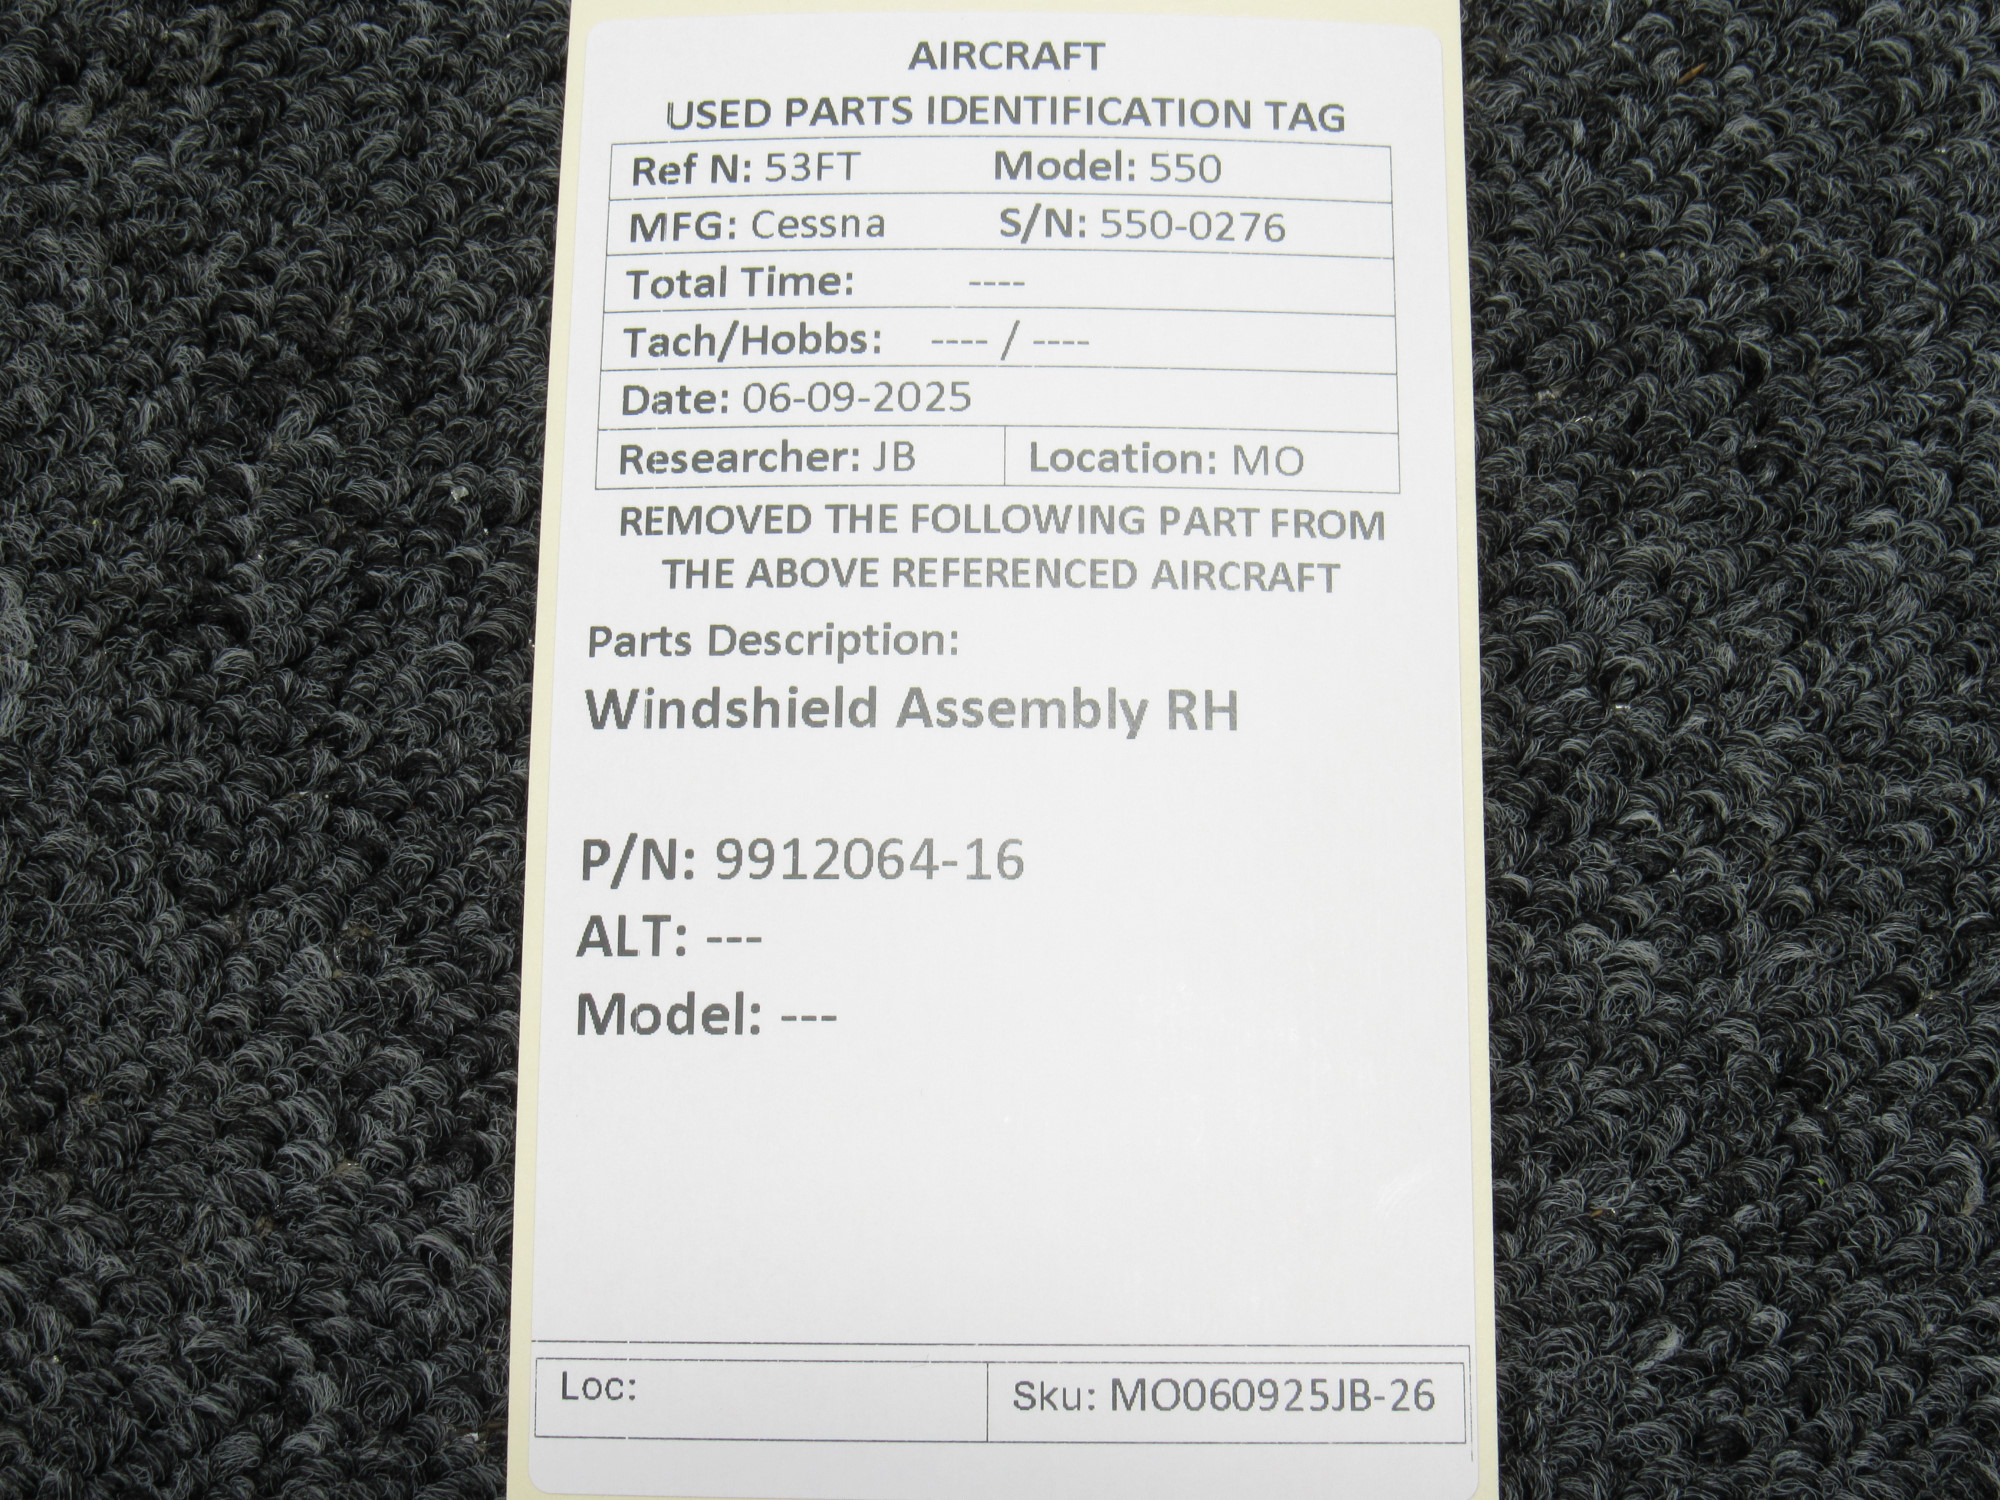 AIRCRAFT
USED PARTS IDENTIFICATION TAG
Ref N: 53FT Model: 550
MFG: Cessna S/N: 550-0276
Total Time: ----
Tach/Hobbs: ---- / ----
Date: 06-09-2025
Researcher: JB Location: MO
REMOVED THE FOLLOWING PART FROM
THE ABOVE REFERENCED AIRCRAFT
Parts Description:
Windshield Assembly RH
P/N: 9912064-16
ALT: ---
Model: ---
Loc: Sku: MO060925JB-26